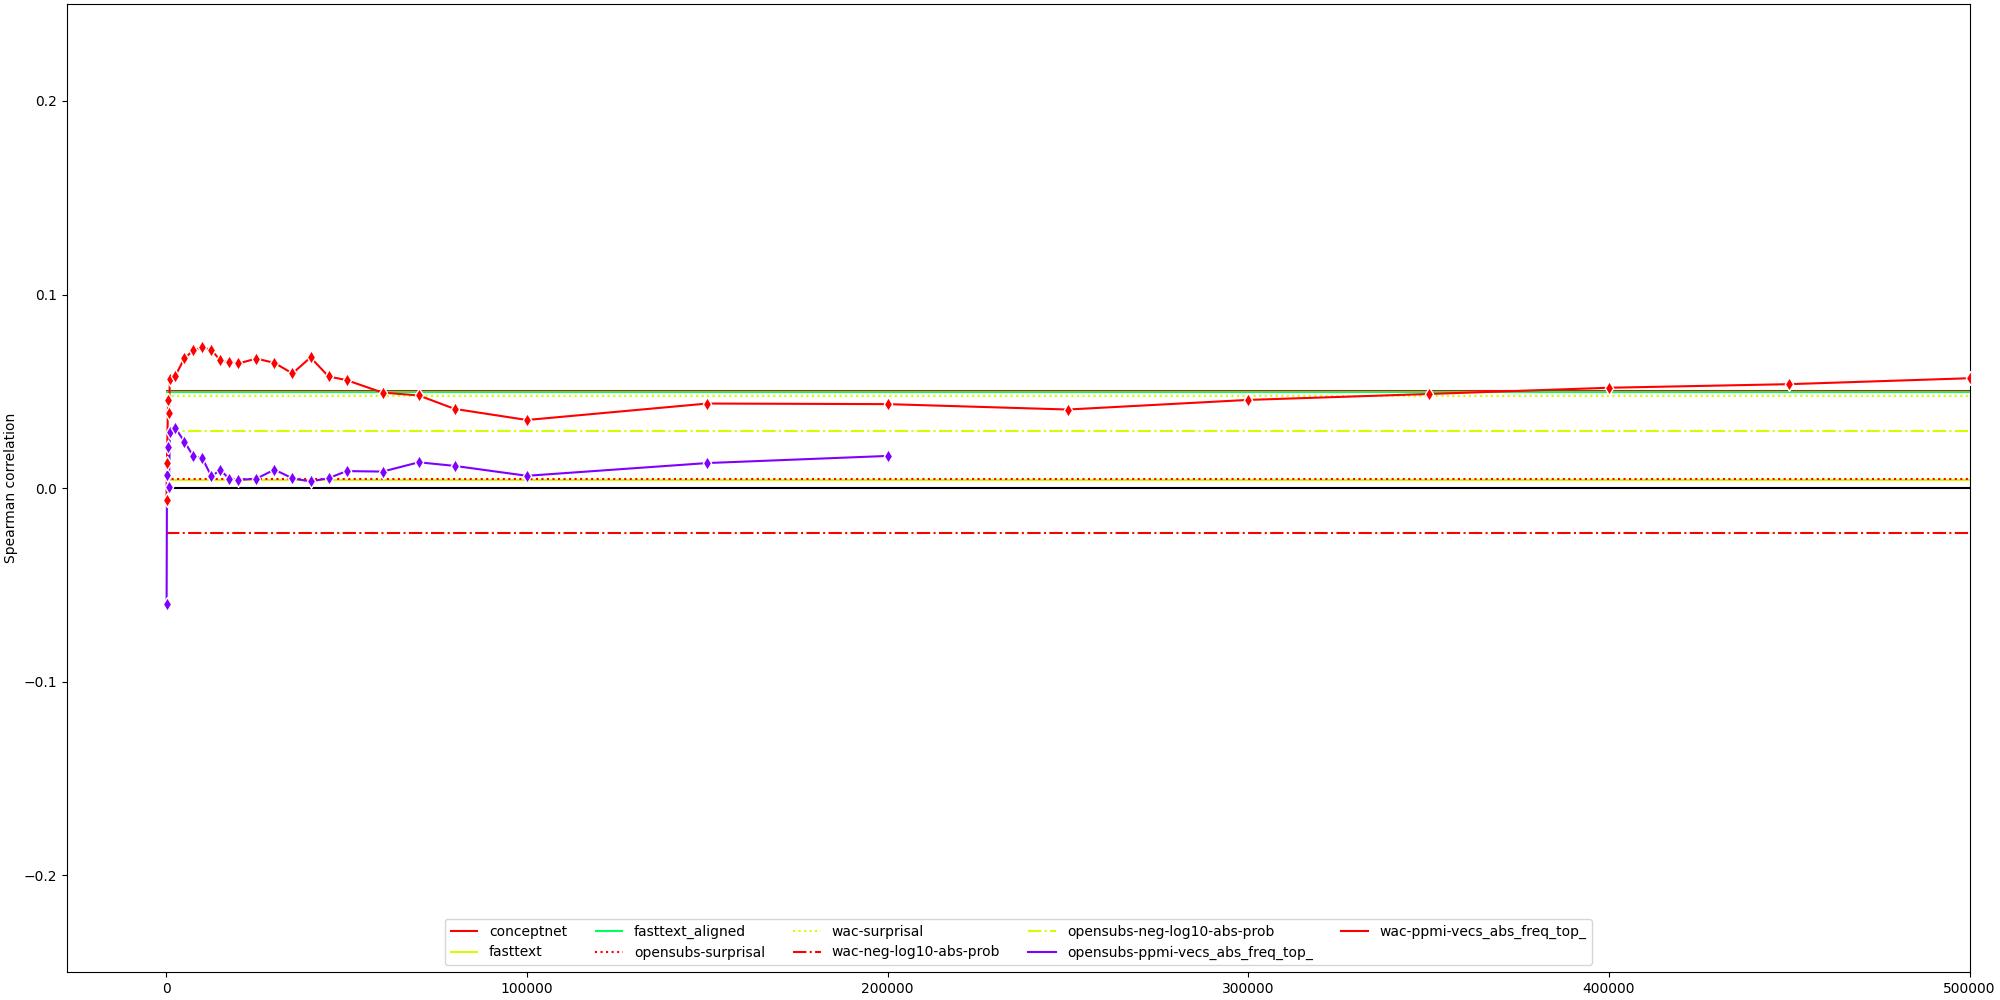 0.2
0.1
0.0
−0.1
−0.2
Spearman correlation
conceptnet
fasttext
fasttext_aligned
opensubs-surprisal
wac-surprisal
wac-neg-log10-abs-prob
opensubs-neg-log10-abs-prob
opensubs-ppmi-vecs_abs_freq_top_
wac-ppmi-vecs_abs_freq_top_
0 100000 200000 300000 400000 500000